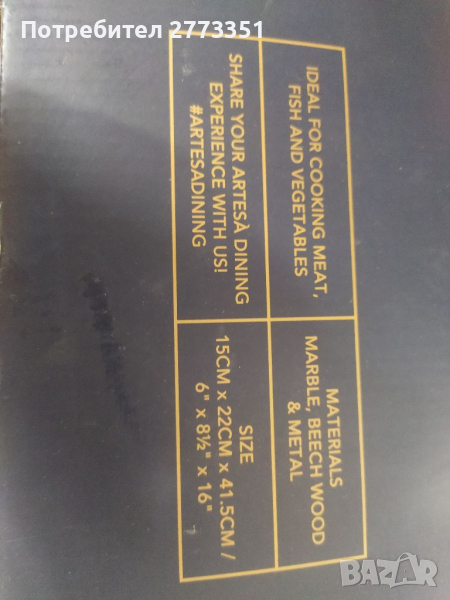 Потребител 2773351
IDEAL FOR COOKING MEAT,
FISH AND VEGETABLES
MATERIALS
MARBLE, BEECH WOOD
& METAL
SHARE YOUR ARTESÀ DINING
EXPERIENCE WITH US!
#ARTESADINING
SIZE
15CM x 22CM x 41.5CM /
6" x 8½" x 16"
BAZAR